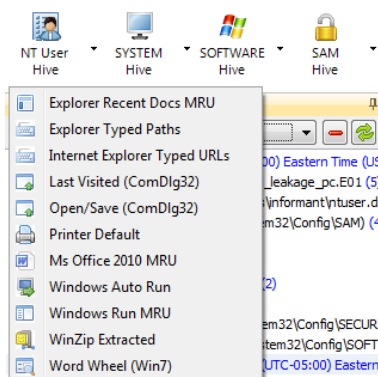 NT User Hive
SYSTEM Hive
SOFTWARE Hive
SAM Hive
Explorer Recent Docs MRU
Explorer Typed Paths
Internet Explorer Typed URLs
Last Visited (ComDlg32)
Open/Save (ComDlg32)
Printer Default
Ms Office 2010 MRU
Windows Auto Run
Windows Run MRU
WinZip Extracted
Word Wheel (Win7)
00) Eastern Time (US
_leakage_pc.E01 (5)
\informant\ntuser.d
em32\Config\SAM) (4
(2)
em32\Config\SECUR
stem32\Config\SOFT
(UTC-05:00) Eastern